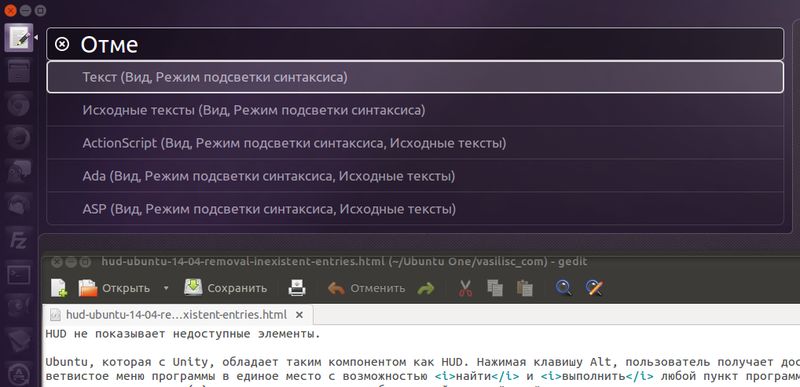 Отме
Текст (Вид, Режим подсветки синтаксиса)
Исходные тексты (Вид, Режим подсветки синтаксиса)
ActionScript (Вид, Режим подсветки синтаксиса, Исходные тексты)
Ada (Вид, Режим подсветки синтаксиса, Исходные тексты)
ASP (Вид, Режим подсветки синтаксиса, Исходные тексты)
hud-ubuntu-14-04-removal-inexistent-entries.html (~/Ubuntu One/vasilisc_com) - gedit
Открыть Сохранить Отменить
hud-ubuntu-14-04-re…xistent-entries.html
HUD не показывает недоступные элементы.
Ubuntu, которая с Unity, обладает таким компонентом как HUD. Нажимая клавишу Alt, пользователь получает дос
ветвистое меню программы в единое место с возможностью <i>найти</i> и <i>выполнить</i> любой пункт програм